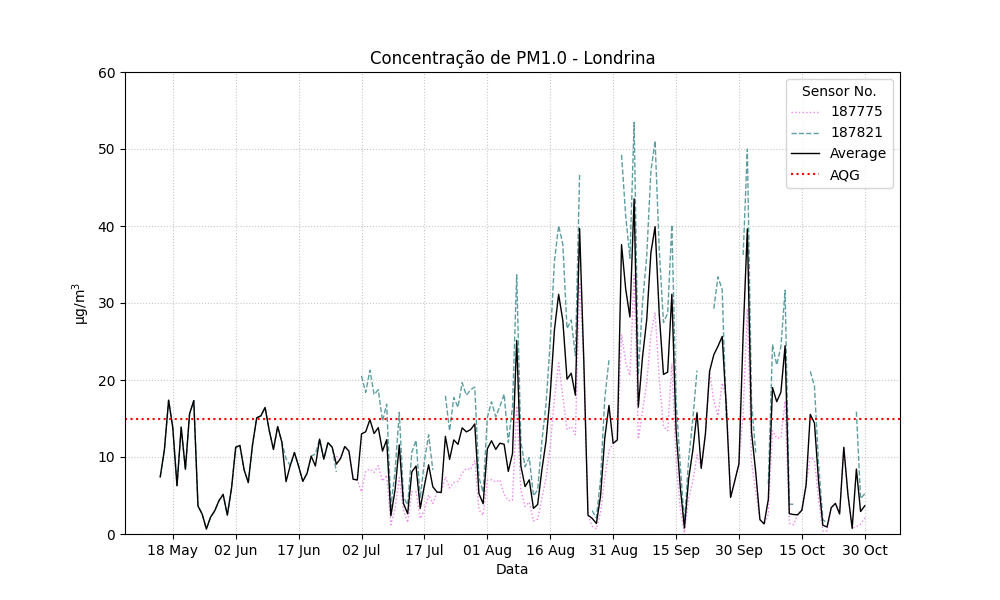 Concentração de PM1.0 - Londrina
60
50
40
30
20
10
0
µg/m³
Sensor No.
187775
187821
Average
AQG
18 May 02 Jun 17 Jun 02 Jul 17 Jul 01 Aug 16 Aug 31 Aug 15 Sep 30 Sep 15 Oct 30 Oct
Data